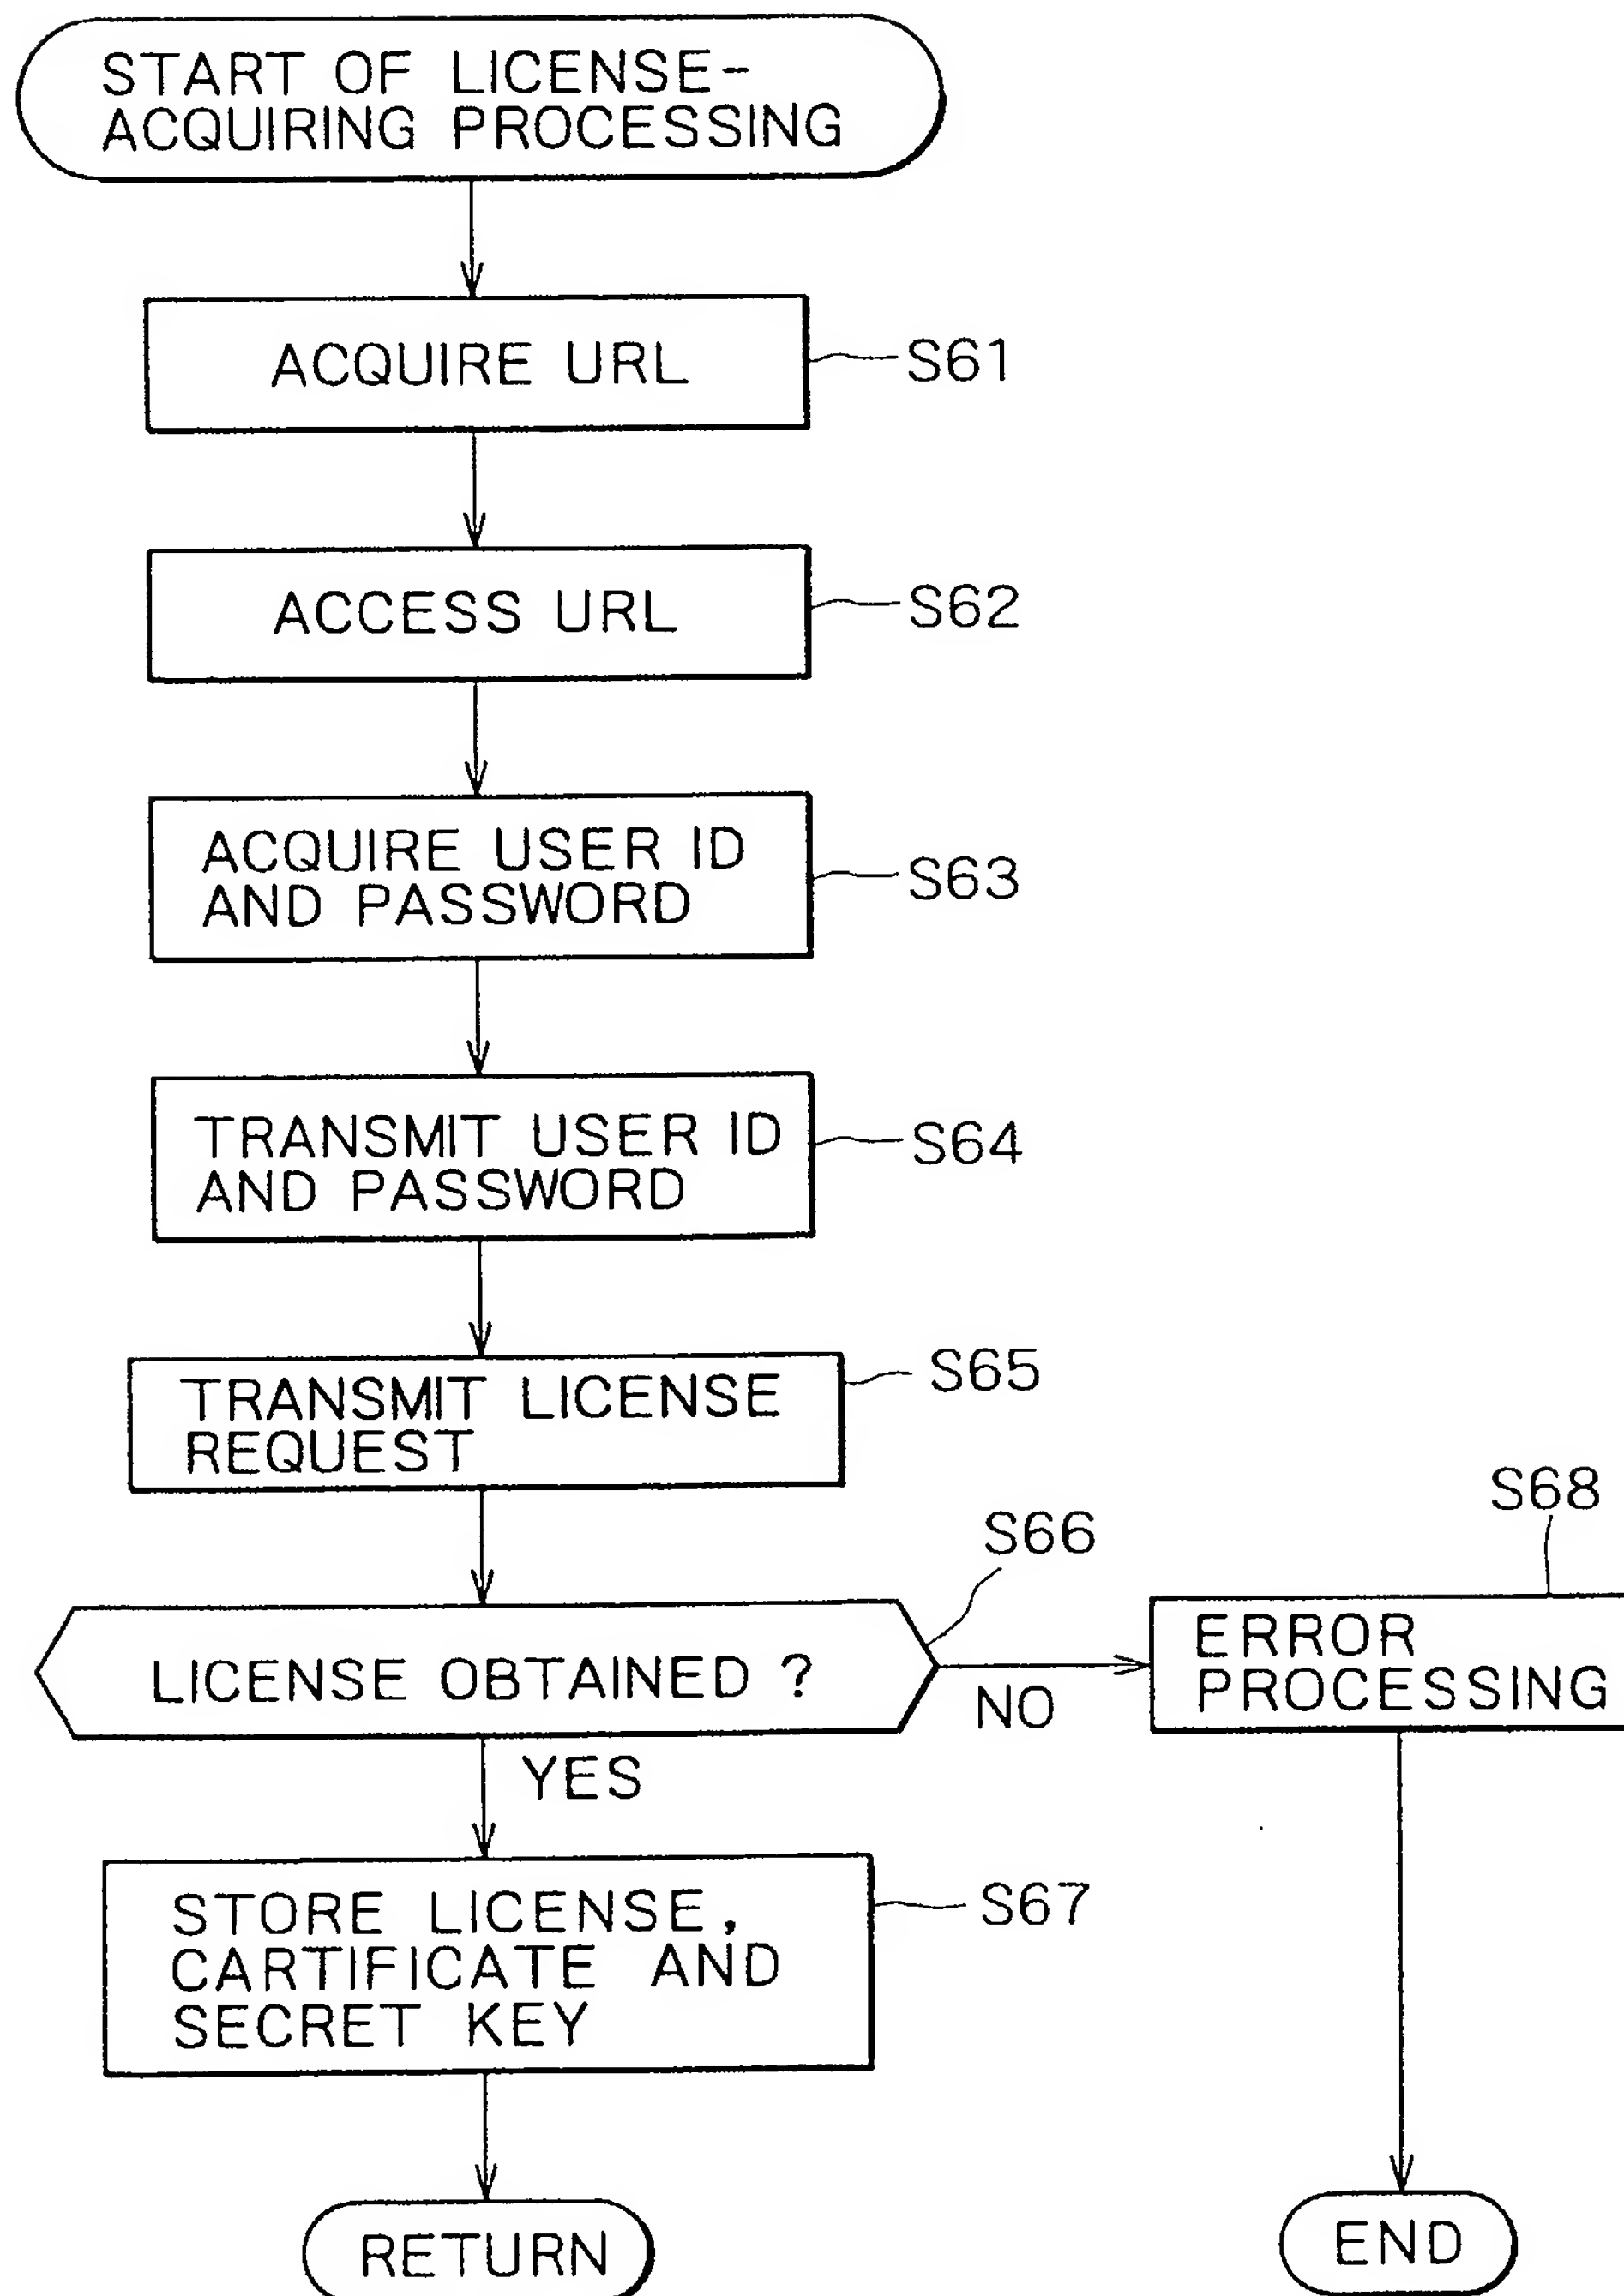 START OF LICENSE-
ACQUIRING PROCESSING
ACQUIRE URL
S61
ACCESS URL
S62
ACQUIRE USER ID
AND PASSWORD
S63
TRANSMIT USER ID
AND PASSWORD
S64
TRANSMIT LICENSE
REQUEST
S65
LICENSE OBTAINED ?
S66
NO
S68
ERROR
PROCESSING
YES
STORE LICENSE,
CARTIFICATE AND
SECRET KEY
S67
RETURN
END